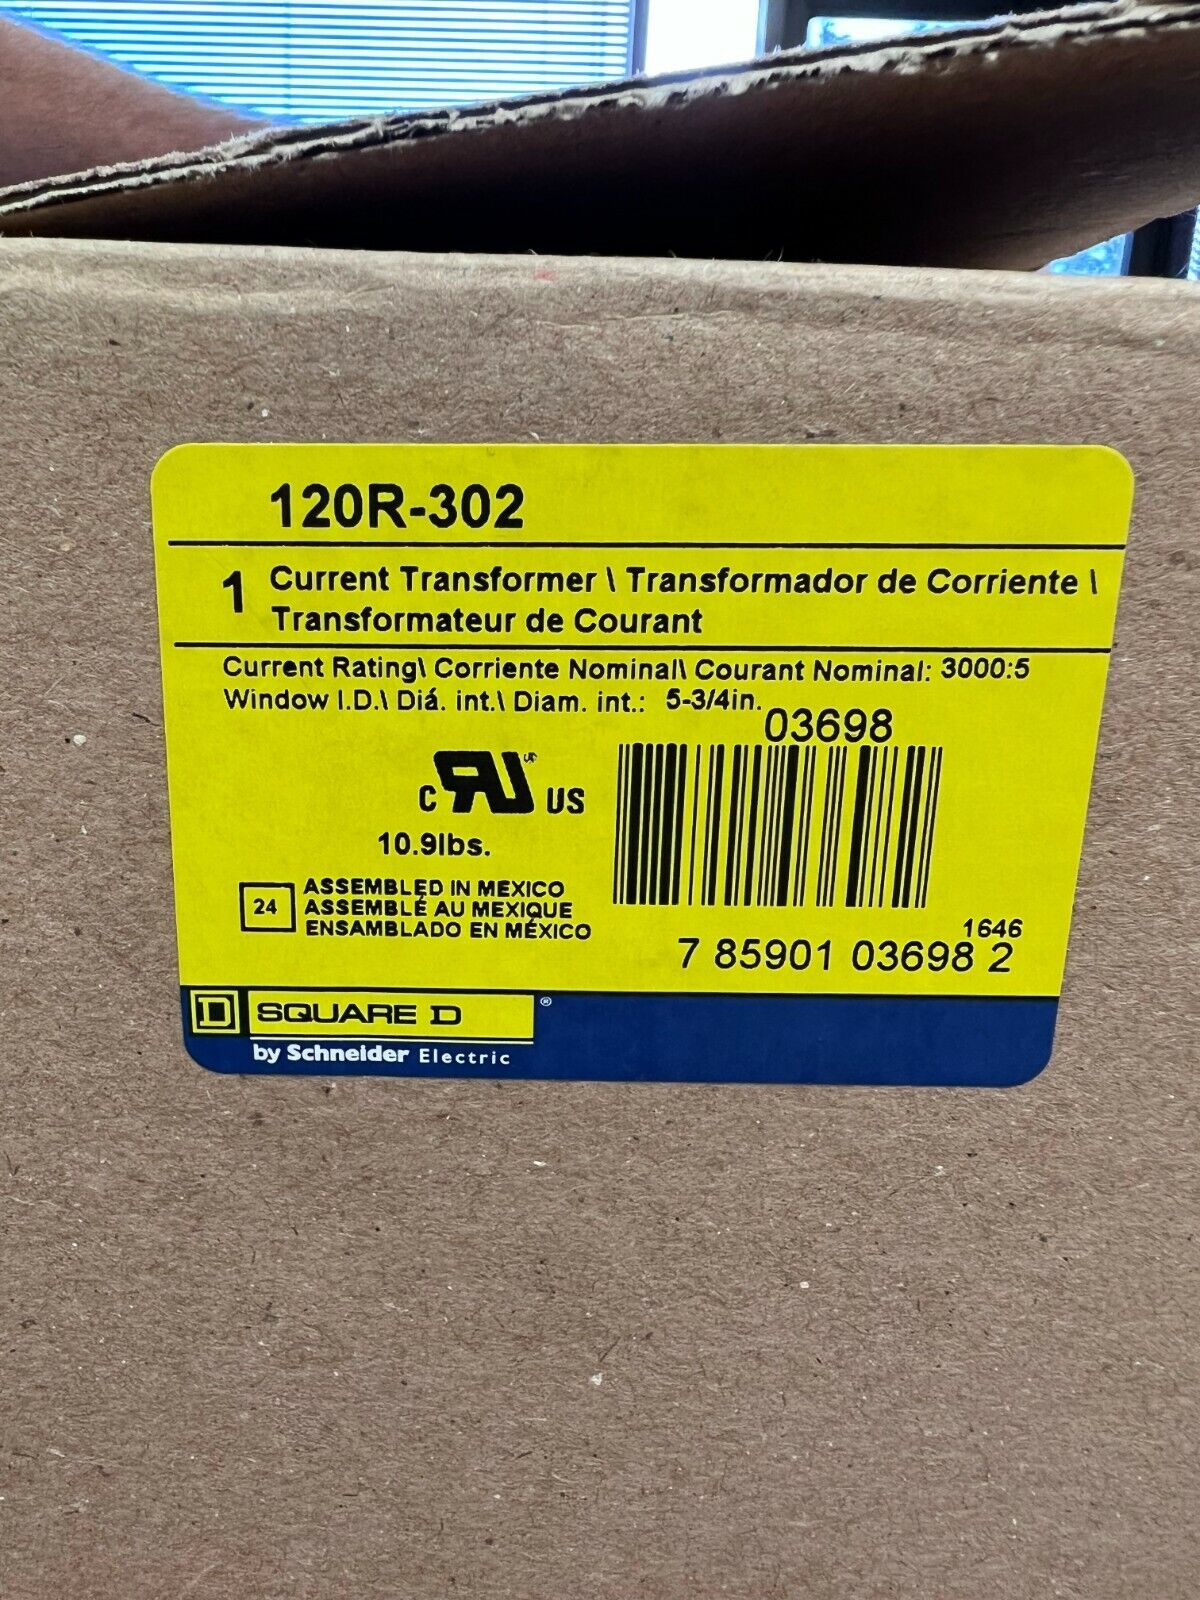 120R-302
1 Current Transformer \ Transformador de Corriente \
Transformateur de Courant
Current Rating\ Corriente Nominal\ Courant Nominal: 3000:5
Window I.D.\ Diá. int.\ Diam. int.: 5-3/4in.
03698
C RU US
10.9lbs.
24
ASSEMBLED IN MEXICO
ASSEMBLÉ AU MEXIQUE
ENSAMBLADO EN MÉXICO
1646
7 85901 03698 2
D SQUARE D ®
by Schneider Electric